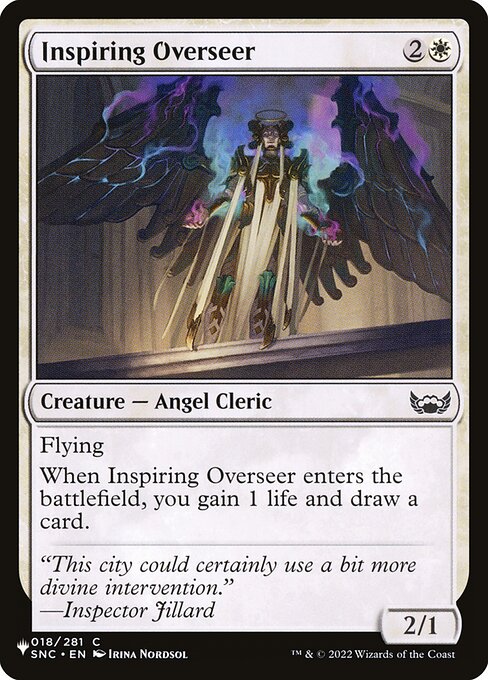 Inspiring Overseer 2
Creature — Angel Cleric
Flying
When Inspiring Overseer enters the
battlefield, you gain 1 life and draw a
card.
“This city could certainly use a bit more
divine intervention.”
—Inspector Jillard
2/1
018/281 C
SNC • EN Irina Nordsol
™ & © 2022 Wizards of the Coast